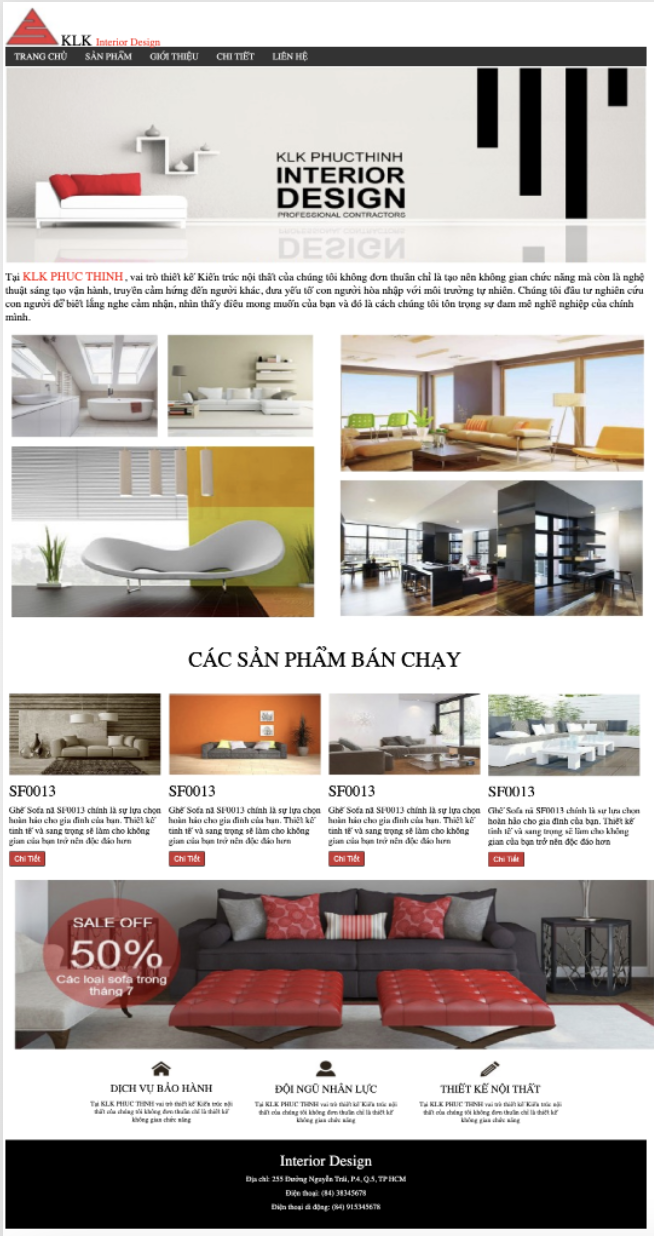 KLK Interior Design
TRANG CHỦ SẢN PHẨM GIỚI THIỆU CHI TIẾT LIÊN HỆ
KLK PHUCTHINH
INTERIOR
DESIGN
PROFESSIONAL CONTRACTORS
Tại KLK PHUC THINH , vai trò thiết kế Kiến trúc nội thất của chúng tôi không đơn thuần chỉ là tạo nên không gian chức năng mà còn là nghệ
thuật sáng tạo vận hành, truyền cảm hứng đến người khác, đưa yếu tố con người hòa nhập với môi trường tự nhiên. Chúng tôi đầu tư nghiên cứu
con người để biết lắng nghe cảm nhận, nhìn thấy điều mong muốn của bạn và đó là cách chúng tôi tôn trọng sự đam mê nghề nghiệp của chính
mình.
CÁC SẢN PHẨM BÁN CHẠY
SF0013
Ghế Sofa nã SF0013 chính là sự lựa chọn
hoàn hảo cho gia đình của bạn. Thiết kế
tinh tế và sang trọng sẽ làm cho không
gian của bạn trở nên độc đáo hơn
Chi Tiết
SF0013
Ghế Sofa nã SF0013 chính là sự lựa chọn
hoàn hảo cho gia đình của bạn. Thiết kế
tinh tế và sang trọng sẽ làm cho không
gian của bạn trở nên độc đáo hơn
Chi Tiết
SF0013
Ghế Sofa nã SF0013 chính là sự lựa chọn
hoàn hảo cho gia đình của bạn. Thiết kế
tinh tế và sang trọng sẽ làm cho không
gian của bạn trở nên độc đáo hơn
Chi Tiết
SF0013
Ghế Sofa nã SF0013 chính là sự lựa chọn
hoàn hảo cho gia đình của bạn. Thiết kế
tinh tế và sang trọng sẽ làm cho không
gian của bạn trở nên độc đáo hơn
Chi Tiết
SALE OFF
50%
Các loại sofa trong
tháng 7
DỊCH VỤ BẢO HÀNH
Tại KLK PHUC THNH vai trò thiết kế Kiến trúc nội
thất của chúng tôi không đơn thuần chỉ là thiết kế
không gian chức năng
ĐỘI NGŨ NHÂN LỰC
Tại KLK PHUC THNH vai trò thiết kế Kiến trúc nội
thất của chúng tôi không đơn thuần chỉ là thiết kế
không gian chức năng
THIẾT KẾ NỘI THẤT
Tại KLK PHUC THNH vai trò thiết kế Kiến trúc nội
thất của chúng tôi không đơn thuần chỉ là thiết kế
không gian chức năng
Interior Design
Địa chỉ: 255 Đường Nguyễn Trãi, P.4, Q.5, TP HCM
Điện thoại: (84) 38345678
Điện thoại di động: (84) 915345678